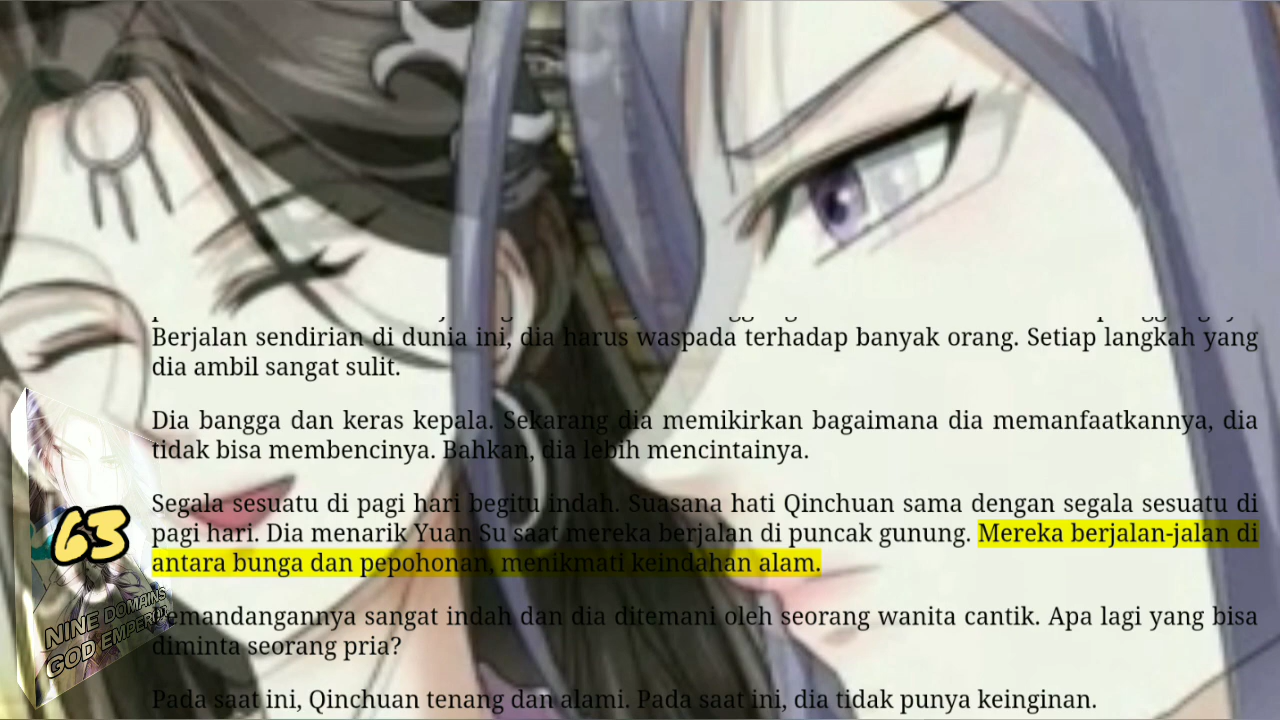 Berjalan sendirian di dunia ini, dia harus waspada terhadap banyak orang. Setiap langkah yang
dia ambil sangat sulit.
Dia bangga dan keras kepala. Sekarang dia memikirkan bagaimana dia memanfaatkannya, dia
tidak bisa membencinya. Bahkan, dia lebih mencintainya.
Segala sesuatu di pagi hari begitu indah. Suasana hati Qinchuan sama dengan segala sesuatu di
pagi hari. Dia menarik Yuan Su saat mereka berjalan di puncak gunung. Mereka berjalan-jalan di
antara bunga dan pepohonan, menikmati keindahan alam.
Pemandangannya sangat indah dan dia ditemani oleh seorang wanita cantik. Apa lagi yang bisa
diminta seorang pria?
Pada saat ini, Qinchuan tenang dan alami. Pada saat ini, dia tidak punya keinginan.
63
NINE DOMAINS
GOD EMPEROR